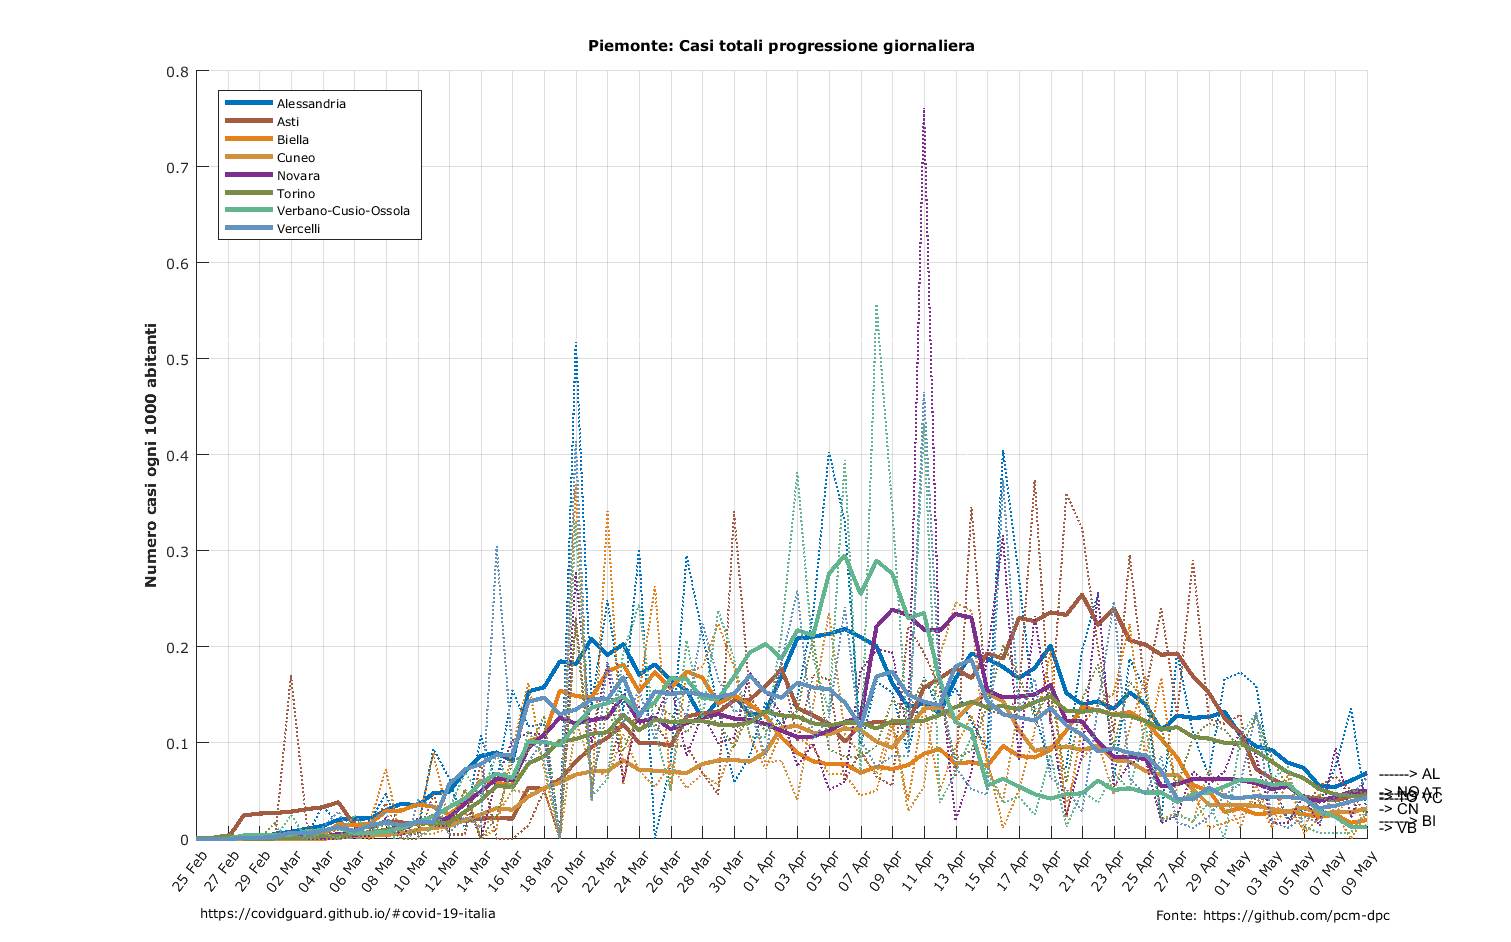 Piemonte: Casi totali progressione giornaliera
Numero casi ogni 1000 abitanti
0.8
0.7
0.6
0.5
0.4
0.3
0.2
0.1
0
Alessandria
Asti
Biella
Cuneo
Novara
Torino
Verbano-Cusio-Ossola
Vercelli
-------> AL
-> CN
-> VB
25 Feb
27 Feb
29 Feb
02 Mar
04 Mar
06 Mar
08 Mar
10 Mar
12 Mar
14 Mar
16 Mar
18 Mar
20 Mar
22 Mar
24 Mar
26 Mar
28 Mar
30 Mar
01 Apr
03 Apr
05 Apr
07 Apr
09 Apr
11 Apr
13 Apr
15 Apr
17 Apr
19 Apr
21 Apr
23 Apr
25 Apr
27 Apr
29 Apr
01 May
03 May
05 May
07 May
09 May
https://covidguard.github.io/#covid-19-italia
Fonte: https://github.com/pcm-dpc